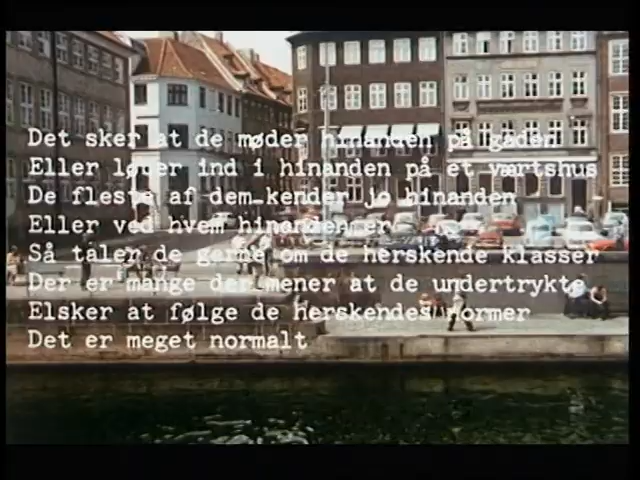 Det sker at de møder hinanden på gaden
Eller løber ind i hinanden på et værtshus
De fleste af dem kender jo hinanden
Eller ved hvem hinanden er
Så taler de gerne om de herskende klasser
Der er mange der mener at de undertrykte
Elsker at følge de herskendes normer
Det er meget normalt